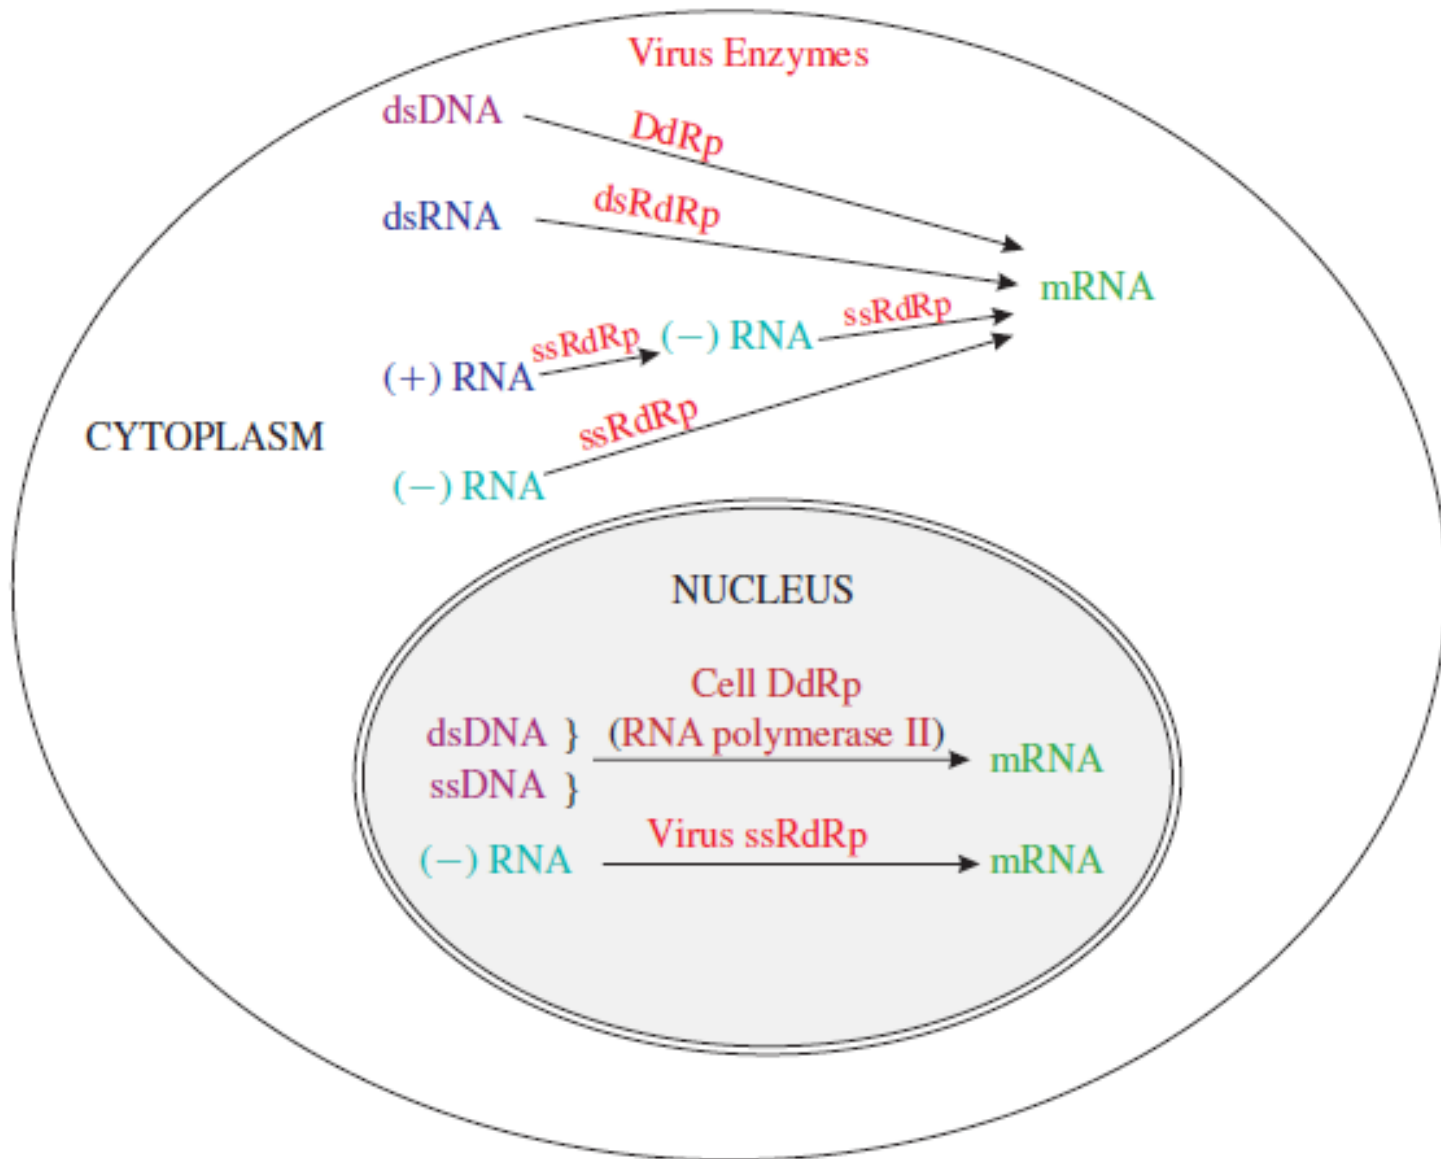 Virus Enzymes
dsDNA
DdRp
dsRNA
dsRdRp
mRNA
(+) RNA
ssRdRp
(−) RNA
ssRdRp
CYTOPLASM
(−) RNA
ssRdRp
NUCLEUS
Cell DdRp
dsDNA } (RNA polymerase II)
mRNA
ssDNA }
(−) RNA
Virus ssRdRp
mRNA